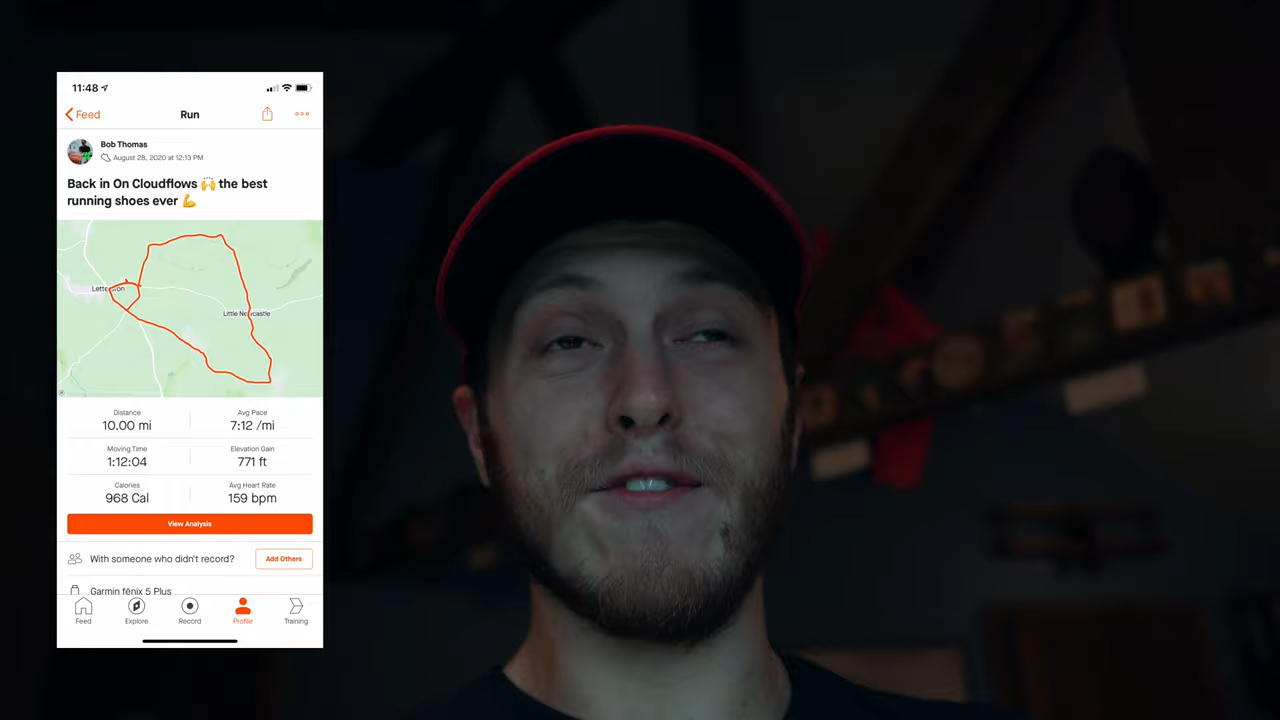 11:48
Feed
Run
Bob Thomas
August 28, 2020 at 12:13 PM
Back in On Cloudflows 🙌 the best
running shoes ever 💪
Little Newcastle
Distance
Avg Pace
10.00 mi
7:12 /mi
Moving Time
Elevation Gain
1:12:04
771 ft
Calories
Avg Heart Rate
968 Cal
159 bpm
View Analysis
With someone who didn't record?
Add Others
Garmin fēnix 5 Plus
Feed
Explore
Record
Profile
Training